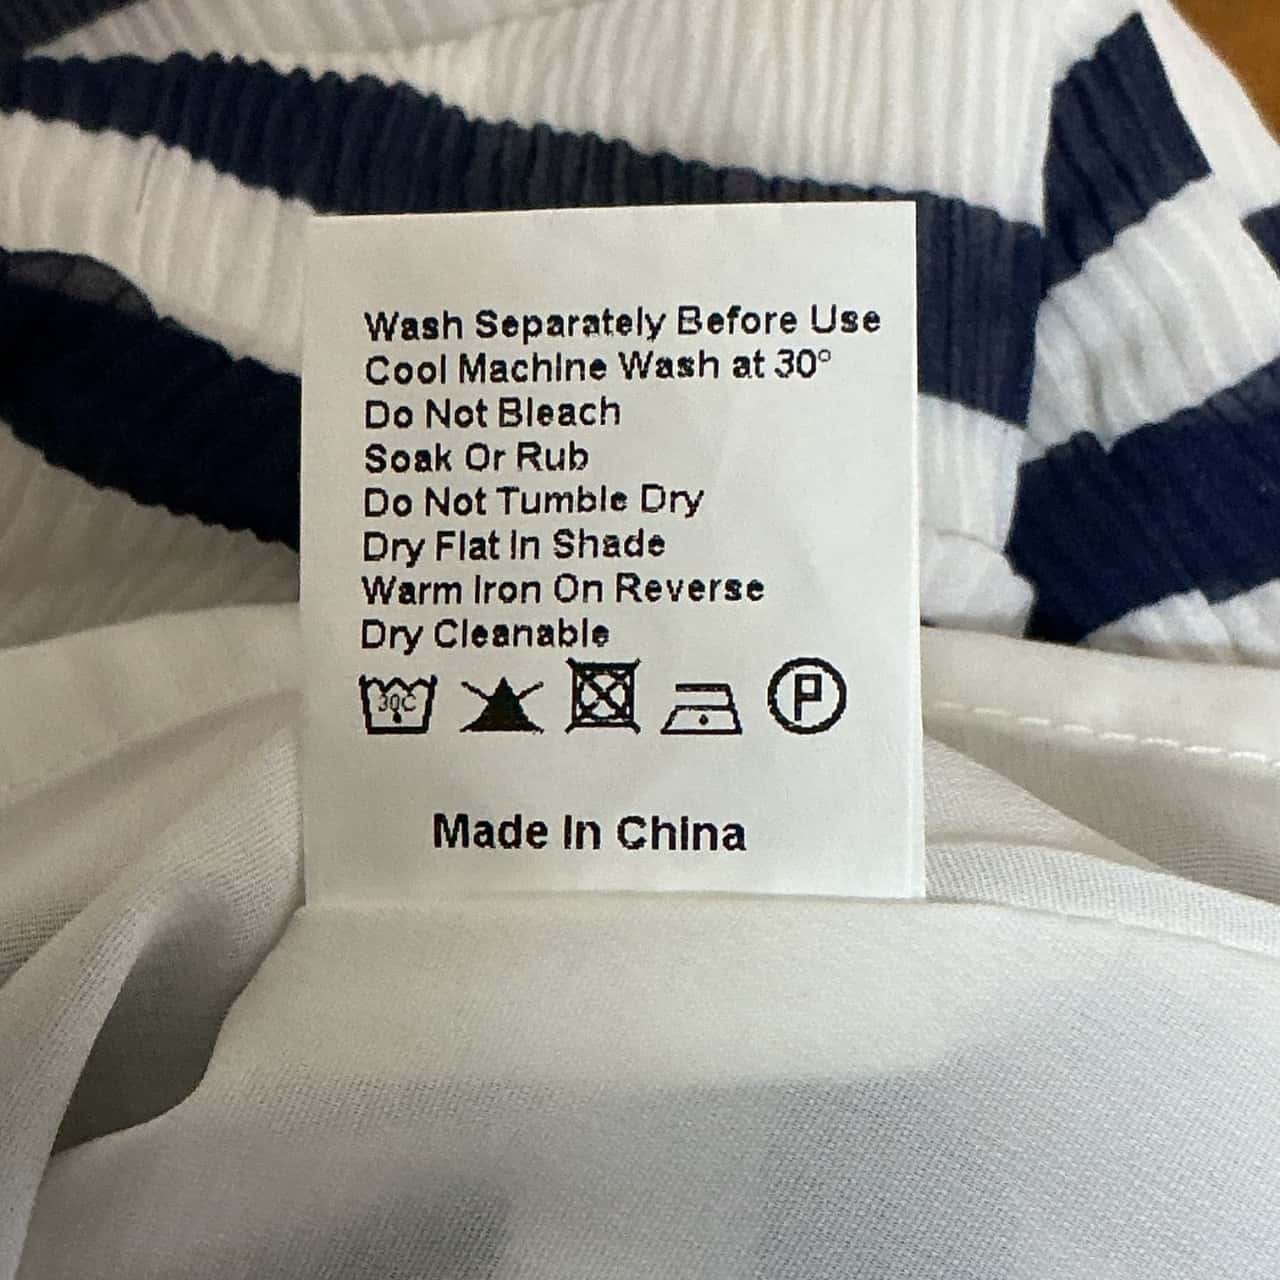 Wash Separately Before Use
Cool Machine Wash at 30°
Do Not Bleach
Soak Or Rub
Do Not Tumble Dry
Dry Flat In Shade
Warm Iron On Reverse
Dry Cleanable
30C P
Made In China